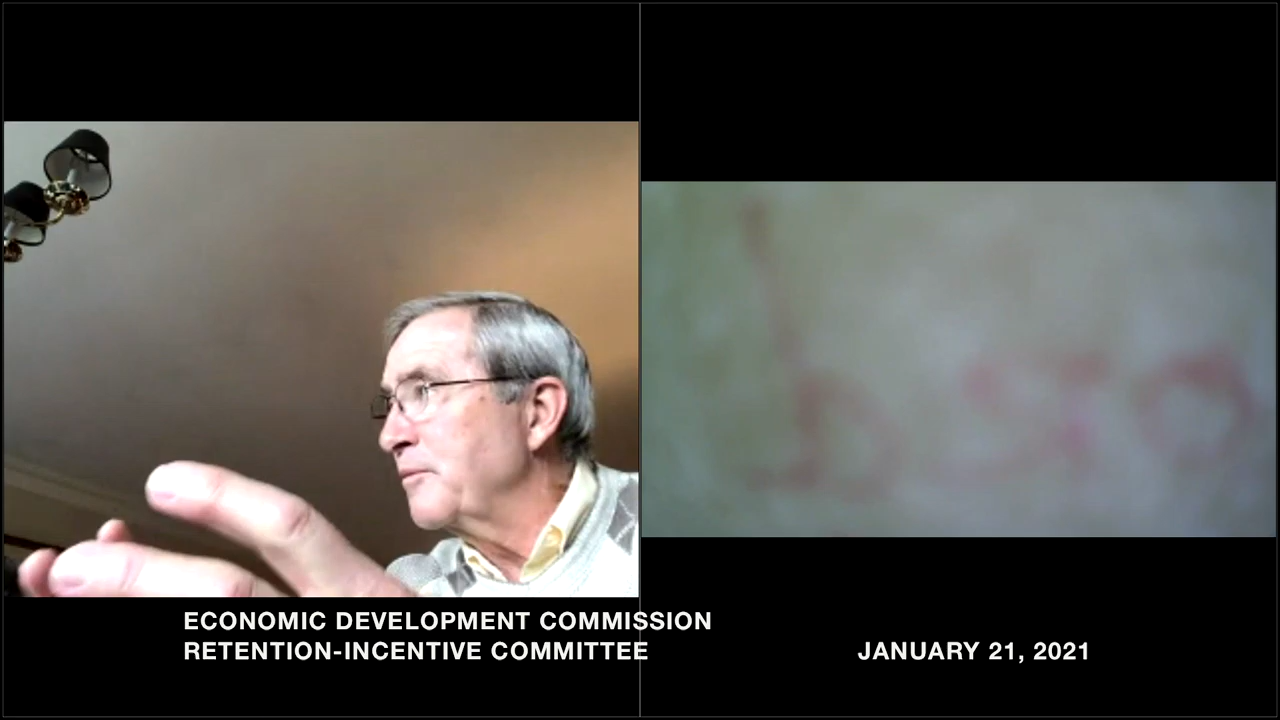 ECONOMIC DEVELOPMENT COMMISSION
RETENTION-INCENTIVE COMMITTEE
JANUARY 21, 2021